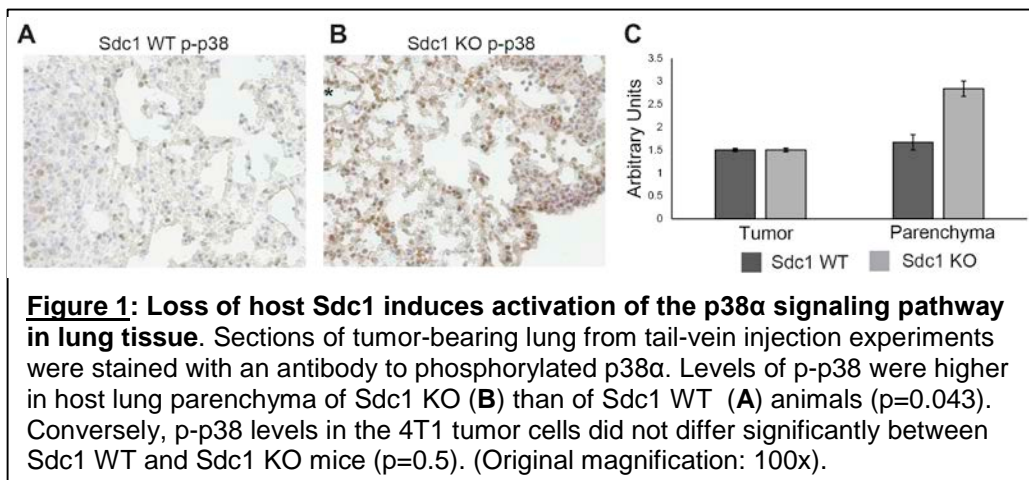 A
Sdc1 WT p-p38
B
Sdc1 KO p-p38
*
C
3.5
3
2.5
2
1.5
1
0.5
0
Arbitrary Units
Tumor
Parenchyma
Sdc1 WT
Sdc1 KO
Figure 1: Loss of host Sdc1 induces activation of the p38α signaling pathway
in lung tissue. Sections of tumor-bearing lung from tail-vein injection experiments
were stained with an antibody to phosphorylated p38α. Levels of p-p38 were higher
in host lung parenchyma of Sdc1 KO (B) than of Sdc1 WT (A) animals (p=0.043).
Conversely, p-p38 levels in the 4T1 tumor cells did not differ significantly between
Sdc1 WT and Sdc1 KO mice (p=0.5). (Original magnification: 100x).